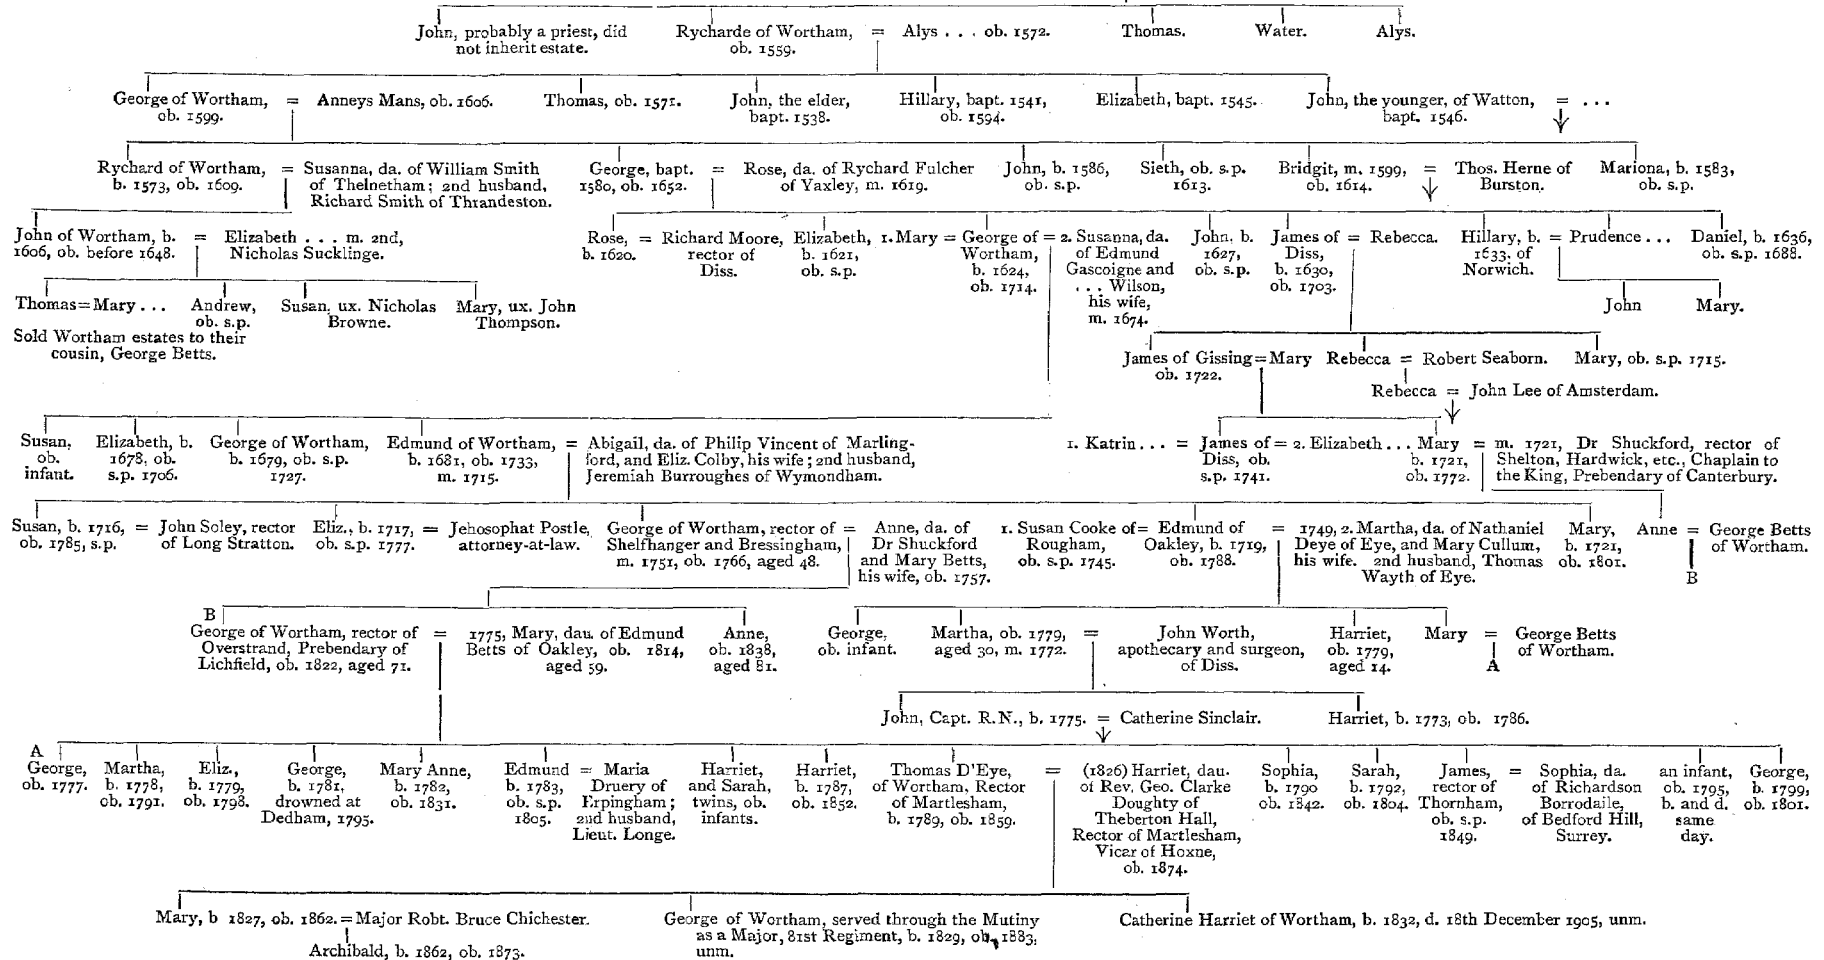 John, probably a priest, did
not inherit estate.
Rycharde of Wortham,
ob. 1559.
=
Alys . . . ob. 1572.
Thomas.
Water.
Alys.
George of Wortham,
ob. 1599.
=
Anneys Mans, ob. 1606.
Thomas, ob. 1571.
John, the elder,
bapt. 1538.
Hillary, bapt. 1541,
ob. 1594.
Elizabeth, bapt. 1545.
John, the younger, of Watton,
bapt. 1546.
= . . .
Rychard of Wortham,
b. 1573, ob. 1609.
=
Susanna, da. of William Smith
of Thelnetham; 2nd husband,
Richard Smith of Thrandeston.
George, bapt.
1580, ob. 1652.
=
Rose, da. of Rychard Fulcher
of Yaxley, m. 1619.
John, b. 1586,
ob. s.p.
Sieth, ob. s.p.
1613.
Bridgit, m. 1599,
ob. 1614.
=
Thos. Herne of
Burston.
Mariona, b. 1583,
ob. s.p.
John of Wortham, b.
1606, ob. before 1648.
=
Elizabeth . . . m. 2nd,
Nicholas Sucklinge.
Rose,
b. 1620.
=
Richard Moore,
rector of
Diss.
Elizabeth,
b. 1621,
ob. s.p.
1. Mary =
George of
Wortham,
b. 1624,
ob. 1714.
=
2. Susanna, da.
of Edmund
Gascoigne and
. . . Wilson,
his wife,
m. 1674.
John, b.
1627,
ob. s.p.
James of
Diss,
b. 1630,
ob. 1703.
=
Rebecca.
Hillary, b.
1633, of
Norwich.
=
Prudence . . .
Daniel, b. 1636,
ob. s.p. 1688.
Thomas=Mary . . .
Andrew,
ob. s.p.
Susan, ux. Nicholas
Browne.
Mary, ux. John
Thompson.
Sold Wortham estates to their
cousin, George Betts.
John
Mary.
James of Gissing=Mary
ob. 1722.
Rebecca = Robert Seaborn.
Mary, ob. s.p. 1715.
Rebecca = John Lee of Amsterdam.
Susan,
ob.
infant.
Elizabeth, b.
1678, ob.
s.p. 1706.
George of Wortham,
b. 1679, ob. s.p.
1727.
Edmund of Wortham,
b. 1681, ob. 1733,
m. 1715.
=
Abigail, da. of Philip Vincent of Marling-
ford, and Eliz. Colby, his wife; 2nd husband,
Jeremiah Burroughes of Wymondham.
1. Katrin . . . =
James of
Diss, ob.
s.p. 1741.
= 2. Elizabeth . . .
Mary
b. 1721,
ob. 1772.
=
m. 1721, Dr Shuckford, rector of
Shelton, Hardwick, etc., Chaplain to
the King, Prebendary of Canterbury.
Susan, b. 1716,
ob. 1785, s.p.
=
John Soley, rector
of Long Stratton.
Eliz., b. 1717,
ob. s.p. 1777.
=
Jehosophat Postle,
attorney-at-law.
George of Wortham, rector of
Shelfhanger and Bressingham,
m. 1751, ob. 1766, aged 48.
=
Anne, da. of
Dr Shuckford
and Mary Betts,
his wife, ob. 1757.
1. Susan Cooke of
Rougham,
ob. s.p. 1745.
=
Edmund of
Oakley, b. 1719,
ob. 1788.
=
1749, 2. Martha, da. of Nathaniel
Deye of Eye, and Mary Cullum,
his wife. 2nd husband, Thomas
Wayth of Eye.
Mary,
b. 1721,
ob. 1801.
Anne =
George Betts
of Wortham.
B
B
George of Wortham, rector of
Overstrand, Prebendary of
Lichfield, ob. 1822, aged 71.
=
1775, Mary, dau. of Edmund
Betts of Oakley, ob. 1814,
aged 59.
Anne,
ob. 1838,
aged 81.
George,
ob. infant.
Martha, ob. 1779,
aged 30, m. 1772.
=
John Worth,
apothecary and surgeon,
of Diss.
Harriet,
ob. 1779,
aged 14.
Mary =
George Betts
of Wortham.
A
John, Capt. R.N., b. 1775. = Catherine Sinclair.
Harriet, b. 1773, ob. 1786.
A
George,
ob. 1777.
Martha,
b. 1778,
ob. 1791.
Eliz.,
b. 1779,
ob. 1798.
George,
b. 1781,
drowned at
Dedham, 1795.
Mary Anne,
b. 1782,
ob. 1831.
Edmund
b. 1783,
ob. s.p.
1805.
=
Maria
Druery of
Erpingham;
2nd husband,
Lieut. Longe.
Harriet,
and Sarah,
twins, ob.
infants.
Harriet,
b. 1787,
ob. 1852.
Thomas D'Eye,
of Wortham, Rector
of Martlesham,
b. 1789, ob. 1859.
=
(1826) Harriet, dau.
of Rev. Geo. Clarke
Doughty of
Theberton Hall,
Rector of Martlesham,
Vicar of Hoxne,
ob. 1874.
Sophia,
b. 1790
ob. 1842.
Sarah,
b. 1792,
ob. 1804.
James,
rector of
Thornham,
ob. s.p.
1849.
=
Sophia, da.
of Richardson
Borrodaile,
of Bedford Hill,
Surrey.
an infant,
ob. 1795,
b. and d.
same
day.
George,
b. 1799,
ob. 1801.
Mary, b 1827, ob. 1862. = Major Robt. Bruce Chichester.
Archibald, b. 1862, ob. 1873.
George of Wortham, served through the Mutiny
as a Major, 81st Regiment, b. 1829, ob. 1883,
unm.
Catherine Harriet of Wortham, b. 1832, d. 18th December 1905, unm.